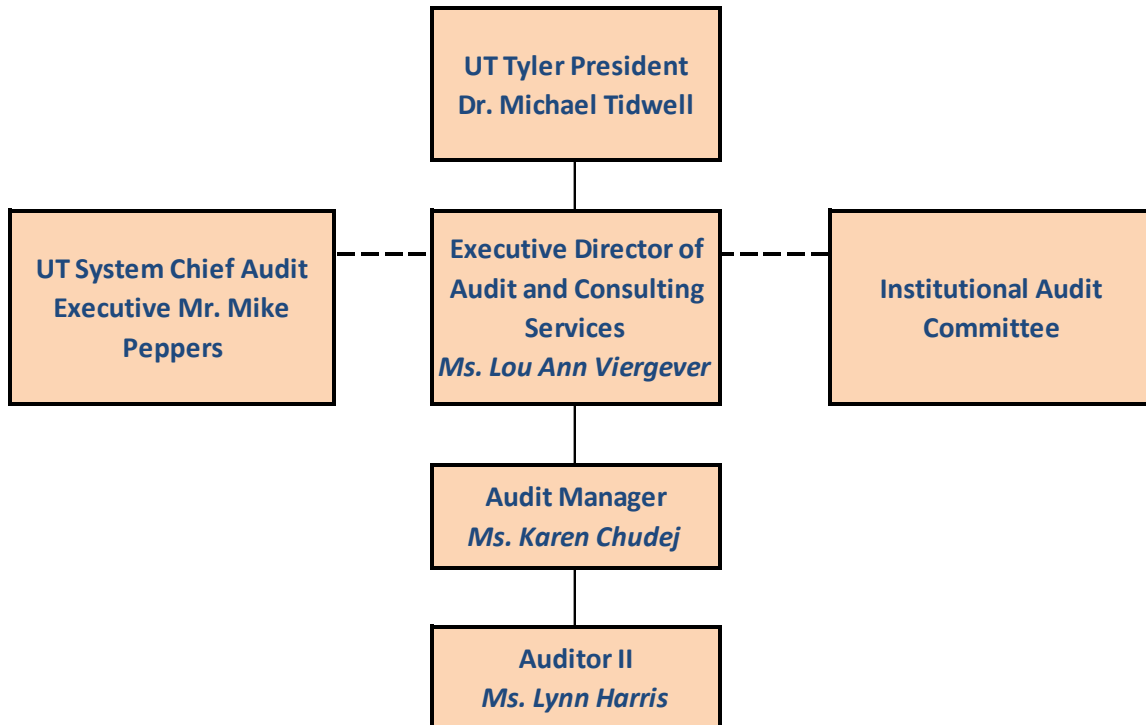 UT Tyler President
Dr. Michael Tidwell
UT System Chief Audit
Executive Mr. Mike
Peppers
Executive Director of
Audit and Consulting
Services
Ms. Lou Ann Viergever
Institutional Audit
Committee
Audit Manager
Ms. Karen Chudej
Auditor II
Ms. Lynn Harris